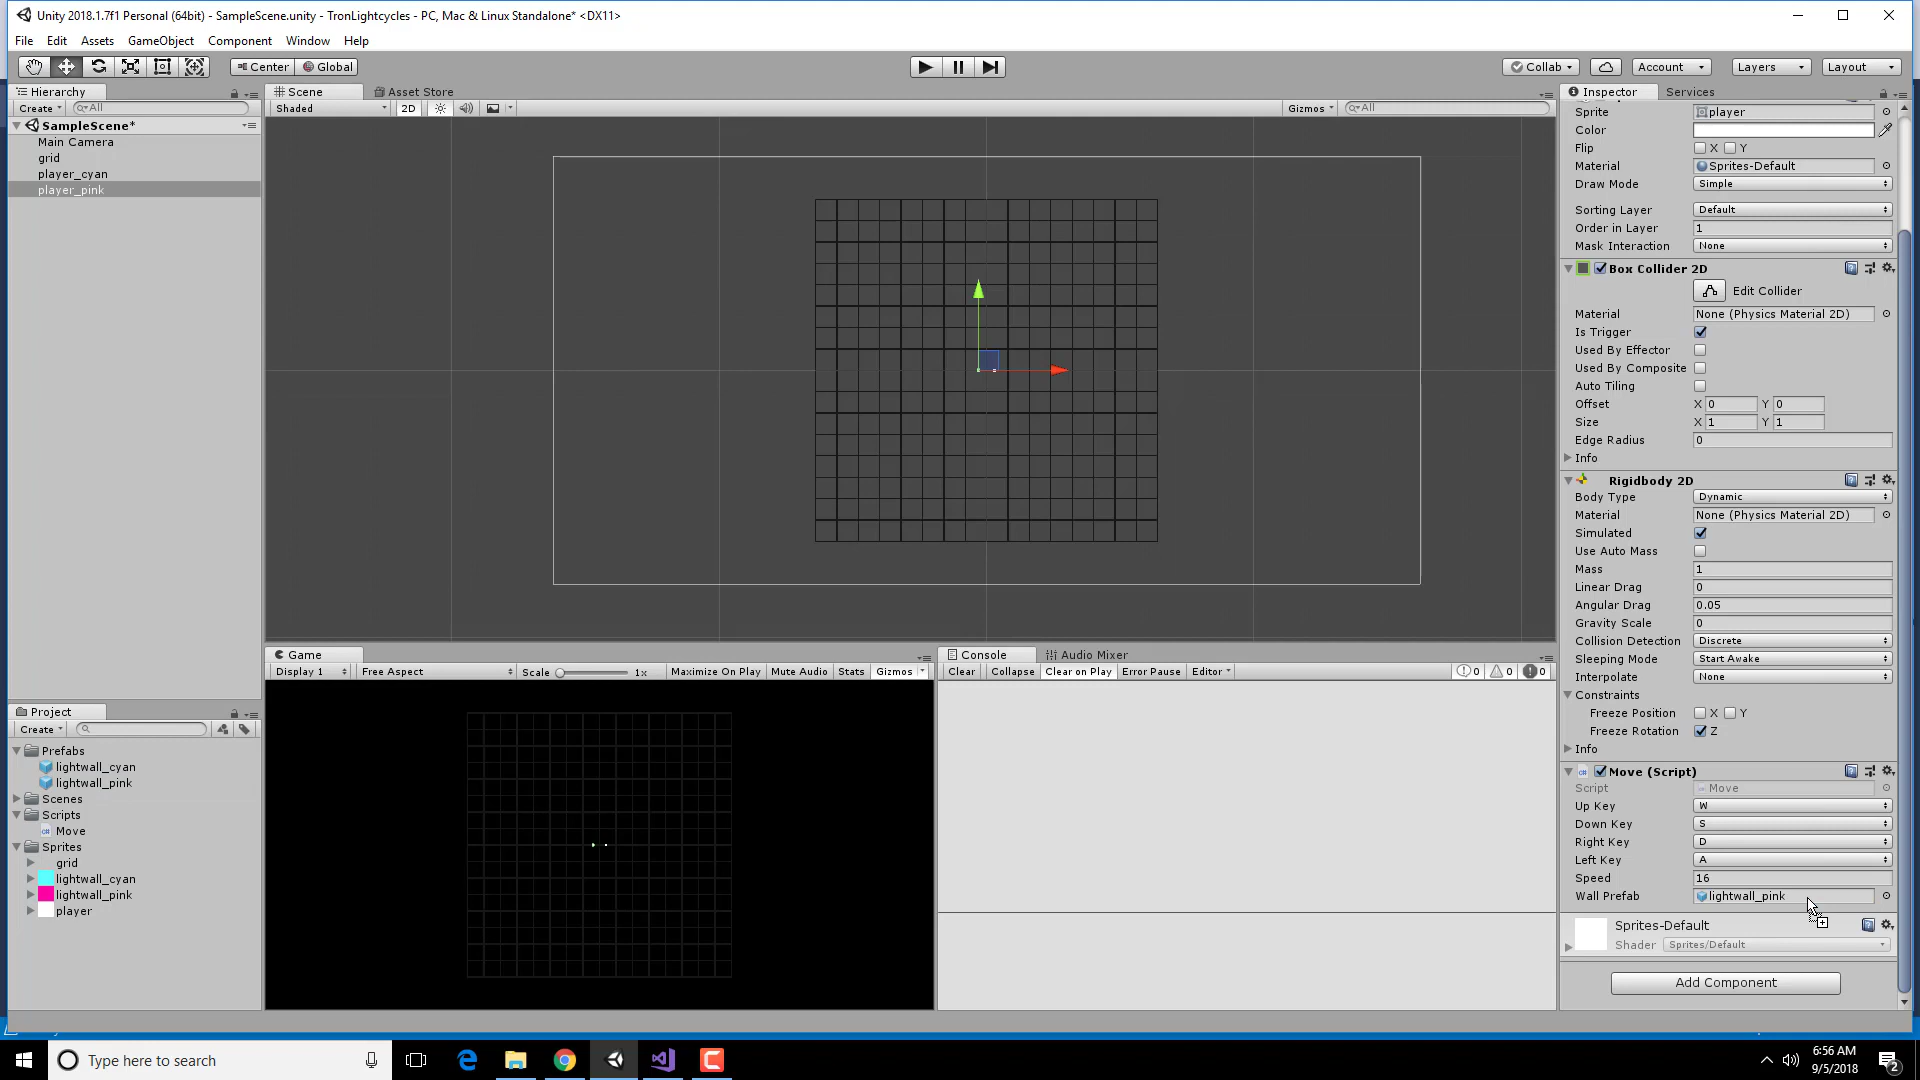 Unity 2018.1.7f1 Personal (64bit) - SampleScene.unity - TronLightcycles - PC, Mac & Linux Standalone* <DX11>
File Edit Assets GameObject Component Window Help
Center Global
Collab Account Layers Layout
Hierarchy
Create All
SampleScene*
Main Camera
grid
player_cyan
player_pink
Scene Asset Store
Shaded 2D Gizmos All
Inspector Services
Sprite player
Color
Flip X Y
Material Sprites-Default
Draw Mode Simple
Sorting Layer Default
Order in Layer 1
Mask Interaction None
Box Collider 2D
Edit Collider
Material None (Physics Material 2D)
Is Trigger
Used By Effector
Used By Composite
Auto Tiling
Offset X 0 Y 0
Size X 1 Y 1
Edge Radius 0
Info
Rigidbody 2D
Body Type Dynamic
Material None (Physics Material 2D)
Simulated
Use Auto Mass
Mass 1
Linear Drag 0
Angular Drag 0.05
Gravity Scale 0
Collision Detection Discrete
Sleeping Mode Start Awake
Interpolate None
Constraints
Freeze Position X Y
Freeze Rotation Z
Info
Move (Script)
Script Move
Up Key W
Down Key S
Right Key D
Left Key A
Speed 16
Wall Prefab lightwall_pink
Sprites-Default
Shader Sprites/Default
Add Component
Project
Create
Prefabs
lightwall_cyan
lightwall_pink
Scenes
Scripts
Move
Sprites
grid
lightwall_cyan
lightwall_pink
player
Game
Display 1 Free Aspect Scale 1x Maximize On Play Mute Audio Stats Gizmos
Console Audio Mixer
Clear Collapse Clear on Play Error Pause Editor 0 0 0
Type here to search
6:56 AM
9/5/2018
2